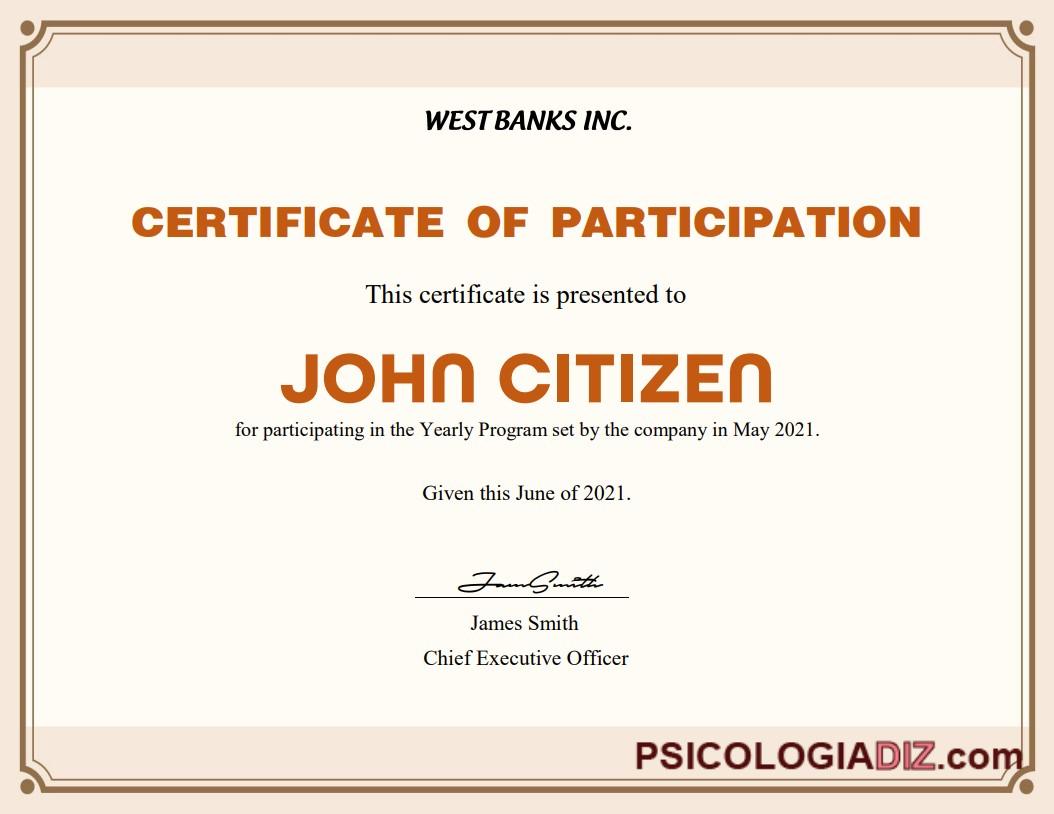 WEST BANKS INC.
CERTIFICATE OF PARTICIPATION
This certificate is presented to
JOHN CITIZEN
for participating in the Yearly Program set by the company in May 2021.
Given this June of 2021.
Jam Smith
James Smith
Chief Executive Officer
PSICOLOGIADIZ.com